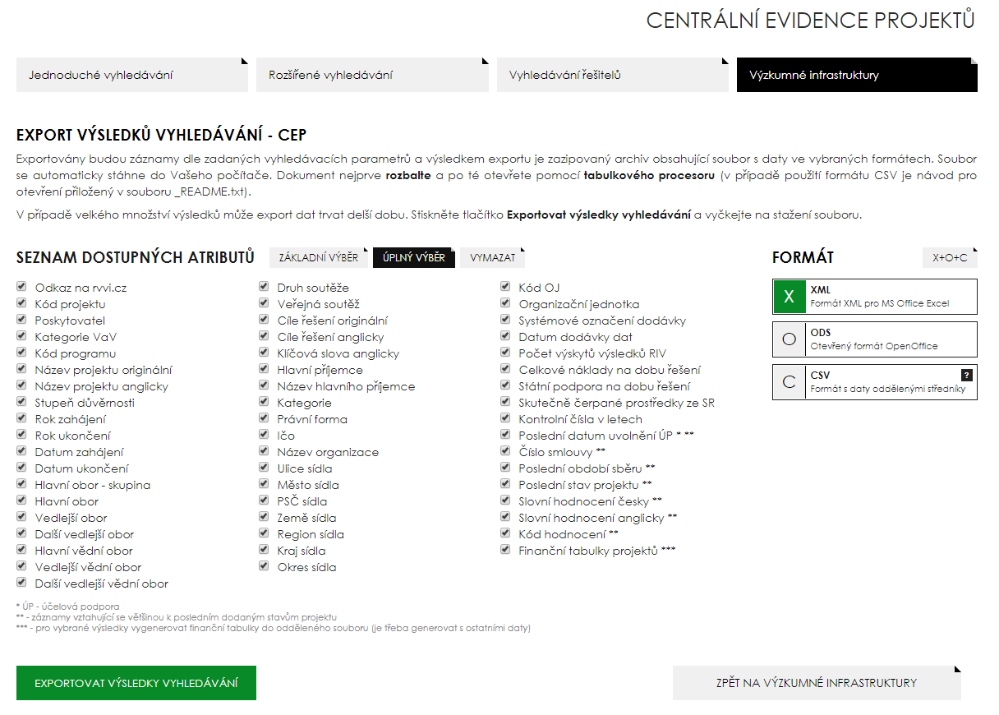 CENTRÁLNÍ EVIDENCE PROJEKTŮ
Jednoduché vyhledávání
Rozšířené vyhledávání
Vyhledávání řešitelů
Výzkumné infrastruktury
EXPORT VÝSLEDKŮ VYHLEDÁVÁNÍ - CEP
Exportovány budou záznamy dle zadaných vyhledávacích parametrů a výsledkem exportu je zazipovaný archiv obsahující soubor s daty ve vybraných formátech. Soubor
se automaticky stáhne do Vašeho počítače. Dokument nejprve rozbalte a po té otevřete pomocí tabulkového procesoru (v případě použití formátu CSV je návod pro
otevření přiložený v souboru _README.txt).
V případě velkého množství výsledků může export dat trvat delší dobu. Stiskněte tlačítko Exportovat výsledky vyhledávání a vyčkejte na stažení souboru.
SEZNAM DOSTUPNÝCH ATRIBUTŮ
ZÁKLADNÍ VÝBĚR
ÚPLNÝ VÝBĚR
VYMAZAT
Odkaz na rvvi.cz
Kód projektu
Poskytovatel
Kategorie VaV
Kód programu
Název projektu originální
Název projektu anglicky
Stupeň důvěrnosti
Rok zahájení
Rok ukončení
Datum zahájení
Datum ukončení
Hlavní obor - skupina
Hlavní obor
Vedlejší obor
Další vedlejší obor
Hlavní vědní obor
Vedlejší vědní obor
Další vedlejší vědní obor
Druh soutěže
Veřejná soutěž
Cíle řešení originální
Cíle řešení anglicky
Klíčová slova anglicky
Hlavní příjemce
Název hlavního příjemce
Kategorie
Právní forma
Ičo
Název organizace
Ulice sídla
Město sídla
PSČ sídla
Země sídla
Region sídla
Kraj sídla
Okres sídla
Kód OJ
Organizační jednotka
Systémové označení dodávky
Datum dodávky dat
Počet výskytů výsledků RIV
Celkové náklady na dobu řešení
Státní podpora na dobu řešení
Skutečně čerpané prostředky ze SR
Kontrolní čísla v letech
Poslední datum uvolnění ÚP * **
Číslo smlouvy **
Poslední období sběru **
Poslední stav projektu **
Slovní hodnocení česky **
Slovní hodnocení anglicky **
Kód hodnocení **
Finanční tabulky projektů ***
FORMÁT
X+O+C
X
XML
Formát XML pro MS Office Excel
O
ODS
Otevřený formát OpenOffice
C
CSV
?
Formát s daty oddělenými středníky
* ÚP - účelová podpora
** - záznamy vztahující se většinou k posledním dodaným stavům projektu
*** - pro vybrané výsledky vygenerovat finanční tabulky do odděleného souboru (je třeba generovat s ostatními daty)
EXPORTOVAT VÝSLEDKY VYHLEDÁVÁNÍ
ZPĚT NA VÝZKUMNÉ INFRASTRUKTURY